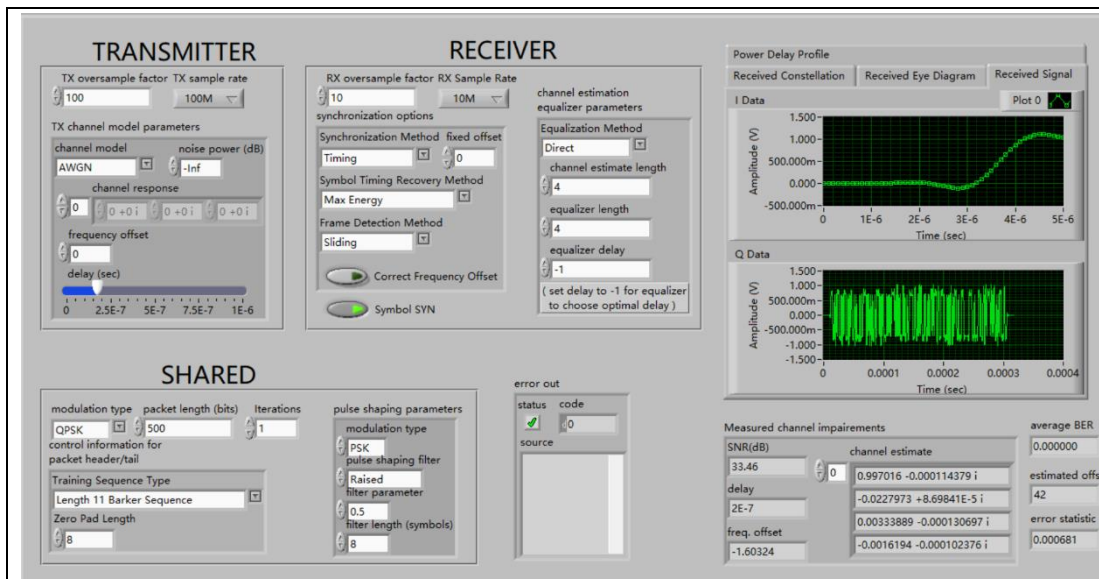 TRANSMITTER
TX oversample factor TX sample rate
100 100M
TX channel model parameters
channel model noise power (dB)
AWGN -Inf
channel response
0 0 +0 i 0 +0 i 0 +0 i
frequency offset
0
delay (sec)
0 2.5E-7 5E-7 7.5E-7 1E-6
RECEIVER
RX oversample factor RX Sample Rate
10 10M
synchronization options
Synchronization Method fixed offset
Timing 0
Symbol Timing Recovery Method
Max Energy
Frame Detection Method
Sliding
Correct Frequency Offset
Symbol SYN
channel estimation
equalizer parameters
Equalization Method
Direct
channel estimate length
4
equalizer length
4
equalizer delay
-1
( set delay to -1 for equalizer
to choose optimal delay )
Power Delay Profile
Received Constellation Received Eye Diagram Received Signal
I Data Plot 0
Amplitude (V)
1.500
1.000
500.000m
0.000
-500.000m
0 1E-6 2E-6 3E-6 4E-6 5E-6
Time (sec)
Q Data
Amplitude (V)
1.500
1.000
500.000m
0.000
-500.000m
-1.000
-1.500
0 0.0001 0.0002 0.0003 0.0004
Time (sec)
SHARED
modulation type packet length (bits) Iterations
QPSK 500 1
control information for
packet header/tail
Training Sequence Type
Length 11 Barker Sequence
Zero Pad Length
8
pulse shaping parameters
modulation type
PSK
pulse shaping filter
Raised
filter parameter
0.5
filter length (symbols)
8
error out
status code
0
source
Measured channel impairements
SNR(dB)
33.46
delay
2E-7
freq. offset
-1.60324
channel estimate
0 0.997016 -0.000114379 i
-0.0227973 +8.69841E-5 i
0.00333889 -0.000130697 i
-0.0016194 -0.000102376 i
average BER
0.000000
estimated offs
42
error statistic
0.000681